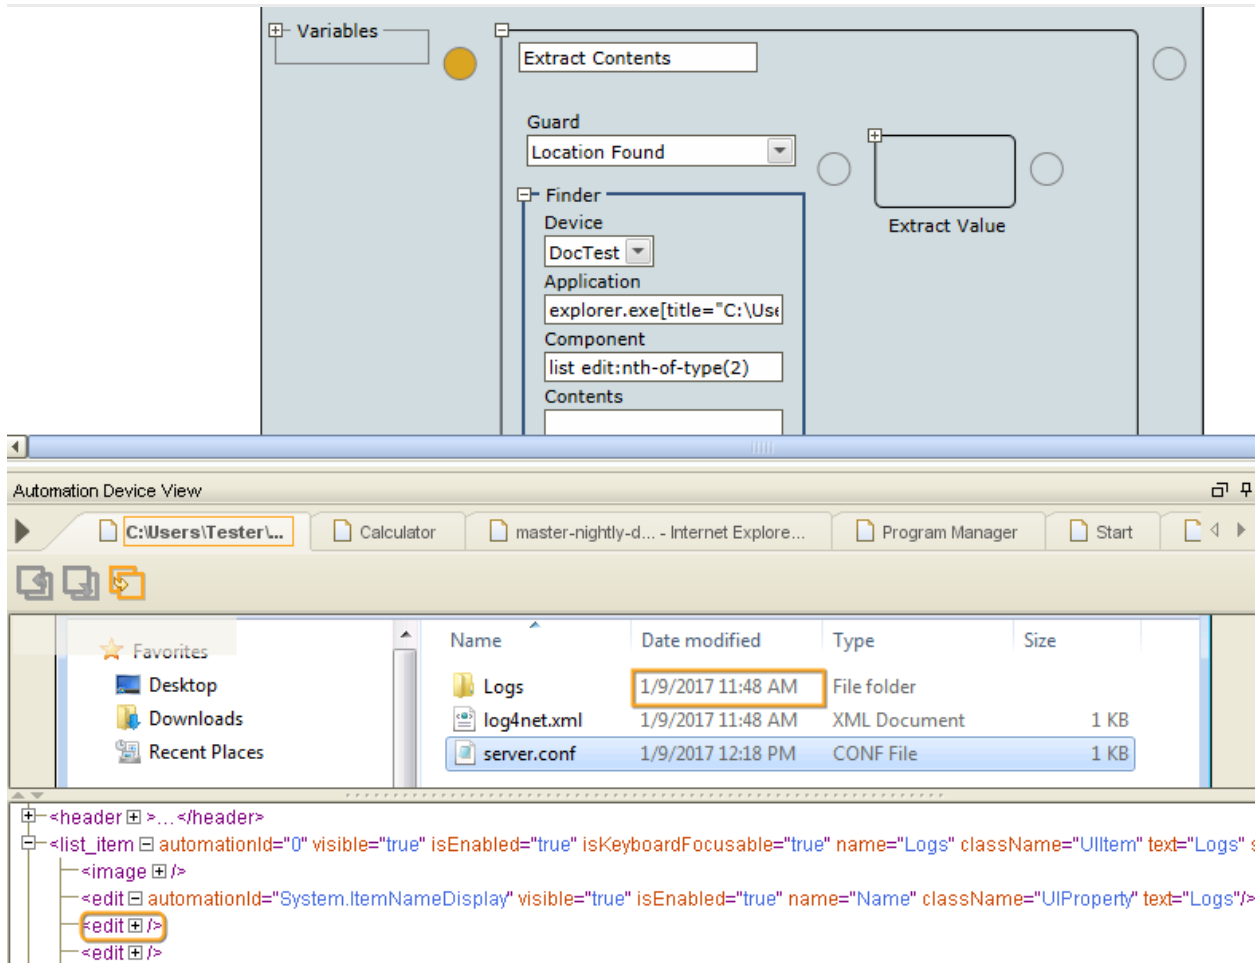 Variables
Extract Contents
Guard
Location Found
Finder
Device
DocTest
Application
explorer.exe[title="C:\Use
Component
list edit:nth-of-type(2)
Contents
Extract Value
Automation Device View
C:\Users\Tester\... Calculator master-nightly-d... - Internet Explore... Program Manager Start
Favorites Name Date modified Type Size
Desktop Logs 1/9/2017 11:48 AM File folder
Downloads log4net.xml 1/9/2017 11:48 AM XML Document 1 KB
Recent Places server.conf 1/9/2017 12:18 PM CONF File 1 KB
<header >...</header>
<list_item automationId="0" visible="true" isEnabled="true" isKeyboardFocusable="true" name="Logs" className="UIItem" text="Logs" s
<image />
<edit automationId="System.ItemNameDisplay" visible="true" isEnabled="true" name="Name" className="UIProperty" text="Logs"/>
<edit />
<edit />